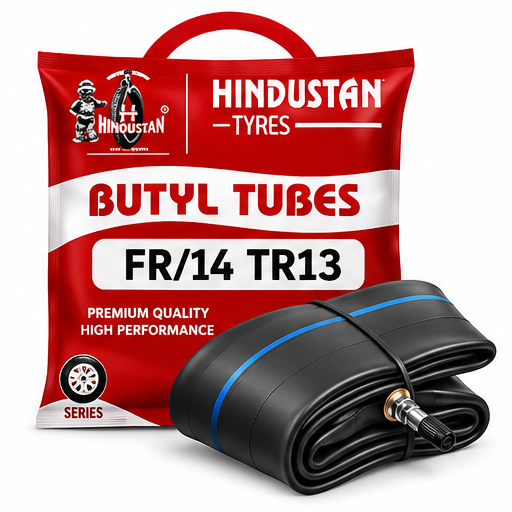 HINDUSTAN
HINDUSTAN
TYRES
BUTYL TUBES
FR/14 TR13
PREMIUM QUALITY
HIGH PERFORMANCE
SERIES